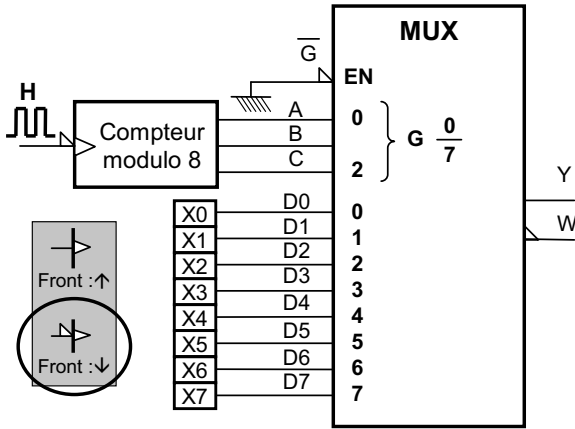 MUX
G
EN
H
Compteur
modulo 8
A
B
C
0
2
G 0
7
X0 D0 0
X1 D1 1
X2 D2 2
X3 D3 3
X4 D4 4
X5 D5 5
X6 D6 6
X7 D7 7
Y
W
Front :↑
Front :↓